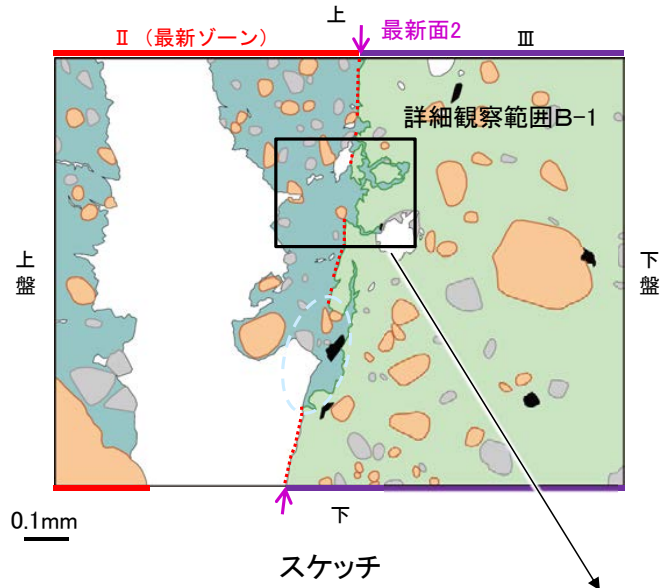 上
Ⅱ（最新ゾーン）
最新面2
Ⅲ
詳細観察範囲B-1
上盤
下盤
0.1mm
下
スケッチ